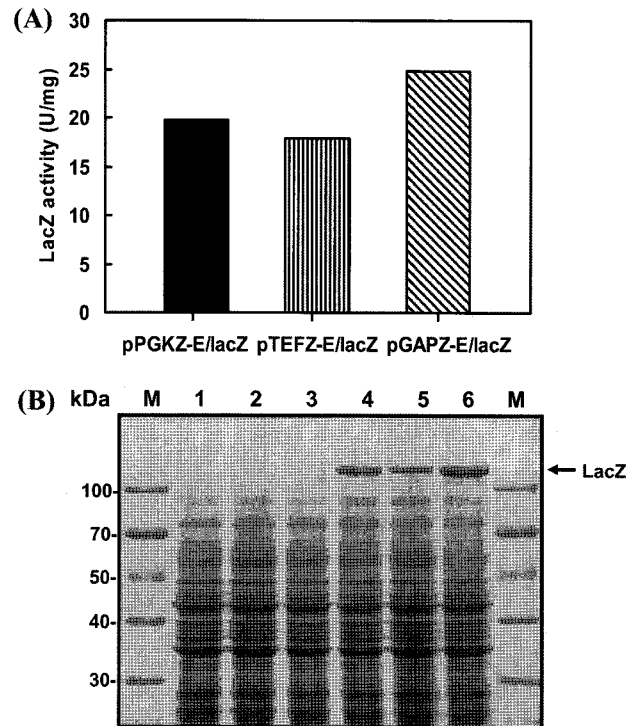 (A)
LacZ activity (U/mg)
30
25
20
15
10
5
0
pPGKZ-E/lacZ pTEFZ-E/lacZ pGAPZ-E/lacZ
(B) kDa M 1 2 3 4 5 6 M
LacZ
100-
70-
50-
40-
30-